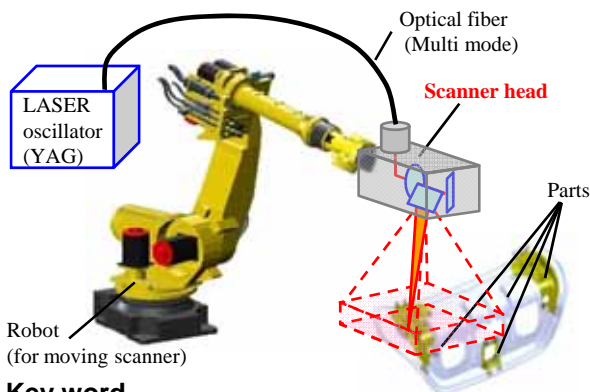 Optical fiber
(Multi mode)
LASER
oscillator
(YAG)
Scanner head
Parts
Robot
(for moving scanner)
Key word